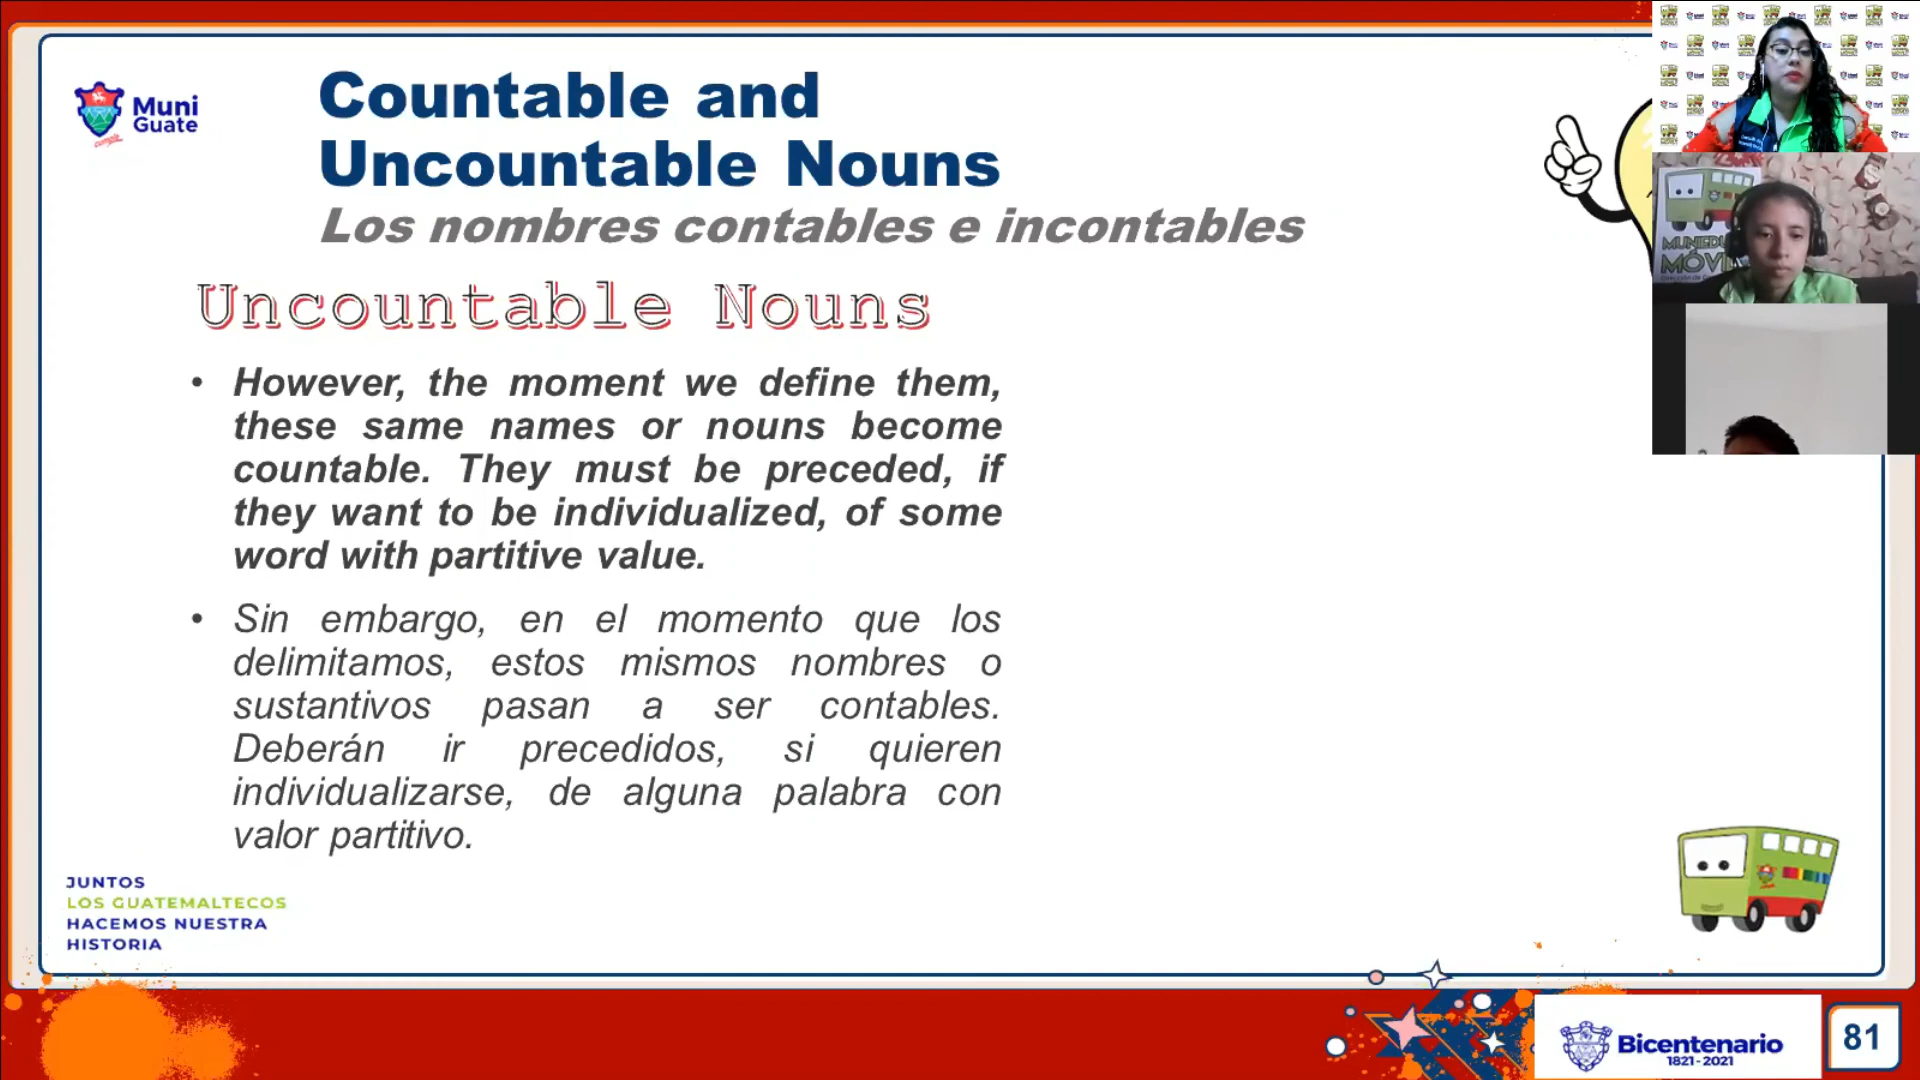 Muni
Guate
cumple
Countable and
Uncountable Nouns
Los nombres contables e incontables
Uncountable Nouns
• However, the moment we define them,
these same names or nouns become
countable. They must be preceded, if
they want to be individualized, of some
word with partitive value.
• Sin embargo, en el momento que los
delimitamos, estos mismos nombres o
sustantivos pasan a ser contables.
Deberán ir precedidos, si quieren
individualizarse, de alguna palabra con
valor partitivo.
JUNTOS
LOS GUATEMALTECOS
HACEMOS NUESTRA
HISTORIA
Bicentenario
1821-2021
81